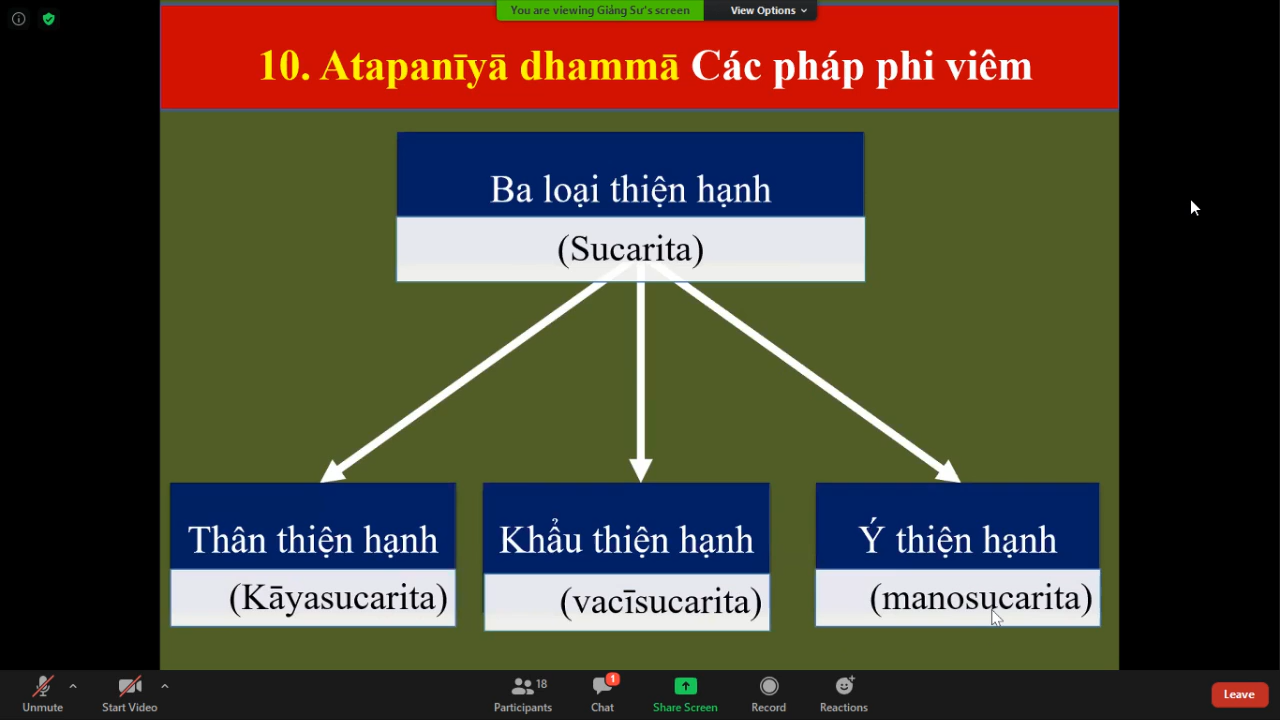 You are viewing Giảng Sư's screen
View Options
10. Atapanīyā dhammā Các pháp phi viêm
Ba loại thiện hạnh
(Sucarita)
Thân thiện hạnh
(Kāyasucarita)
Khẩu thiện hạnh
(vacīsucarita)
Ý thiện hạnh
(manosucarita)
Unmute
Start Video
18
Participants
1
Chat
Share Screen
Record
Reactions
Leave